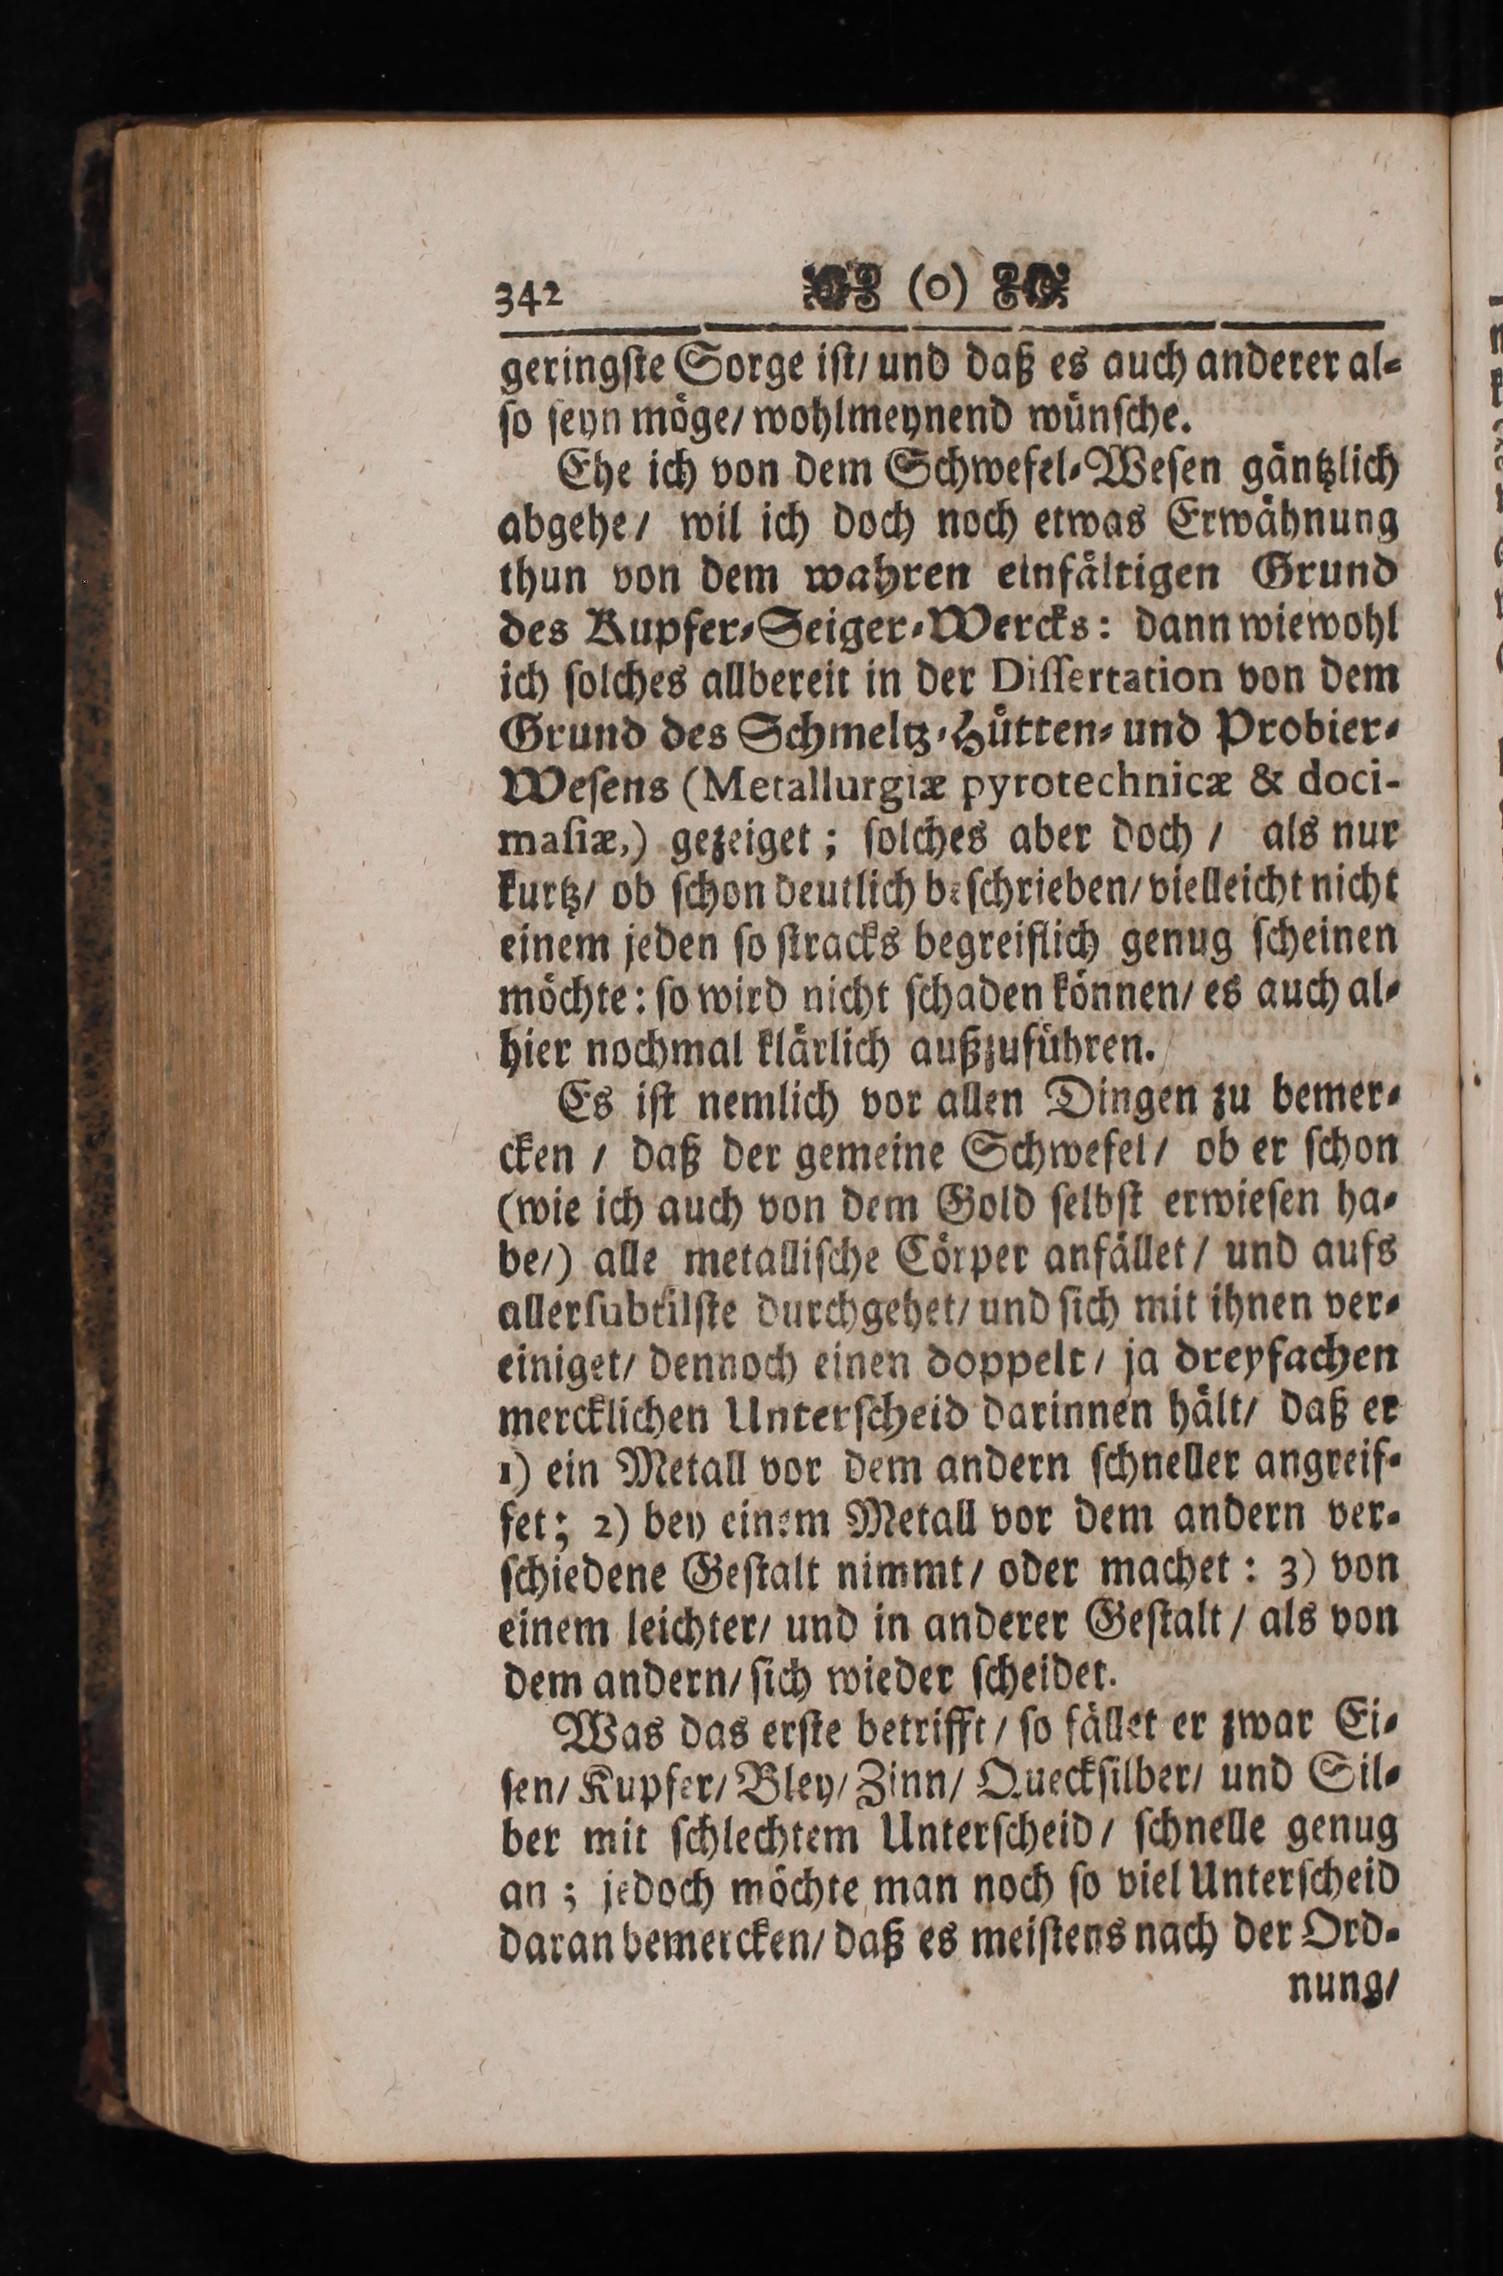 342 (o)
geringſte Sorge iſt/ und daß es auch anderer al⸗
ſo ſeyn möge/ wohlmeynend wünſche.
Ehe ich von dem Schwefel⸗Weſen gäntzlich
abgehe/ wil ich doch noch etwas Erwähnung
thun von dem wahren einfältigen Grund
des Kupfer⸗Seiger⸗Wercks: dann wiewohl
ich ſolches allbereit in der Diſſertation von dem
Grund des Schmeltz⸗Hütten⸗ und Probier⸗
Weſens (Metallurgiæ pyrotechnicæ & doci-
maſiæ,) gezeiget; ſolches aber doch / als nur
kurtz/ ob ſchon deutlich beſchrieben/ vielleicht nicht
einem jeden ſo ſtracks begreiflich genug ſcheinen
möchte: ſo wird nicht ſchaden können/ es auch al⸗
hier nochmal klärlich außzuführen.
Es iſt nemlich vor allen Dingen zu bemer⸗
cken / daß der gemeine Schwefel/ ob er ſchon
(wie ich auch von dem Gold ſelbſt erwieſen ha⸗
be/) alle metalliſche Cörper anfället/ und aufs
allerſubtilſte durchgehet/ und ſich mit ihnen ver⸗
einiget/ dennoch einen doppelt/ ja dreyfachen
mercklichen Unterſcheid darinnen hält/ daß er
1) ein Metall vor dem andern ſchneller angreif⸗
fet; 2) bey einem Metall vor dem andern ver⸗
ſchiedene Geſtalt nimmt/ oder machet: 3) von
einem leichter/ und in anderer Geſtalt/ als von
dem andern/ ſich wieder ſcheidet.
Was das erſte betrifft/ ſo fället er zwar Ei⸗
ſen/ Kupfer/ Bley/ Zinn/ Queckſilber/ und Sil⸗
ber mit ſchlechtem Unterſcheid/ ſchnelle genug
an; jedoch möchte man noch ſo viel Unterſcheid
daran bemercken/ daß es meiſtens nach der Ord⸗
nung/